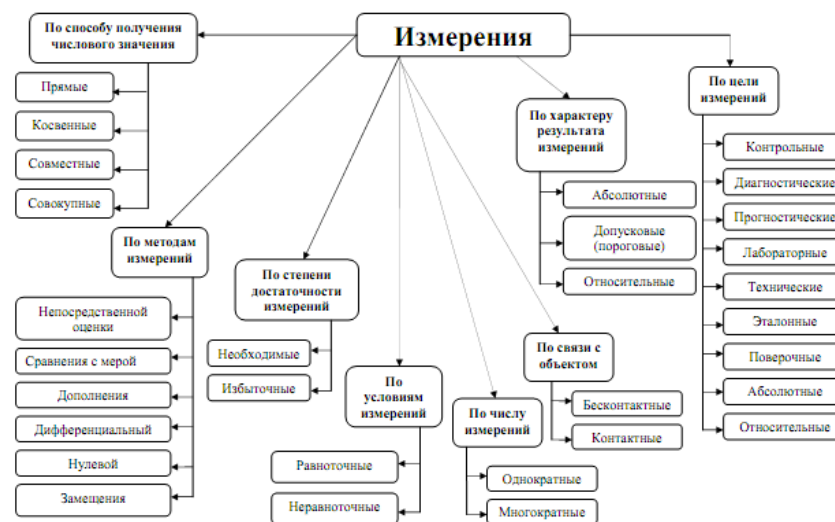 Измерения
По способу получения
числового значения
Прямые
Косвенные
Совместные
Совокупные
По методам
измерений
Непосредственной
оценки
Сравнения с мерой
Дополнения
Дифференциальный
Нулевой
Замещения
По степени
достаточности
измерений
Необходимые
Избыточные
По
условиям
измерений
Равноточные
Неравноточные
По числу
измерений
Однократные
Многократные
По связи с
объектом
Бесконтактные
Контактные
По характеру
результата
измерений
Абсолютные
Допусковые
(пороговые)
Относительные
По цели
измерений
Контрольные
Диагностические
Прогностические
Лабораторные
Технические
Эталонные
Поверочные
Абсолютные
Относительные